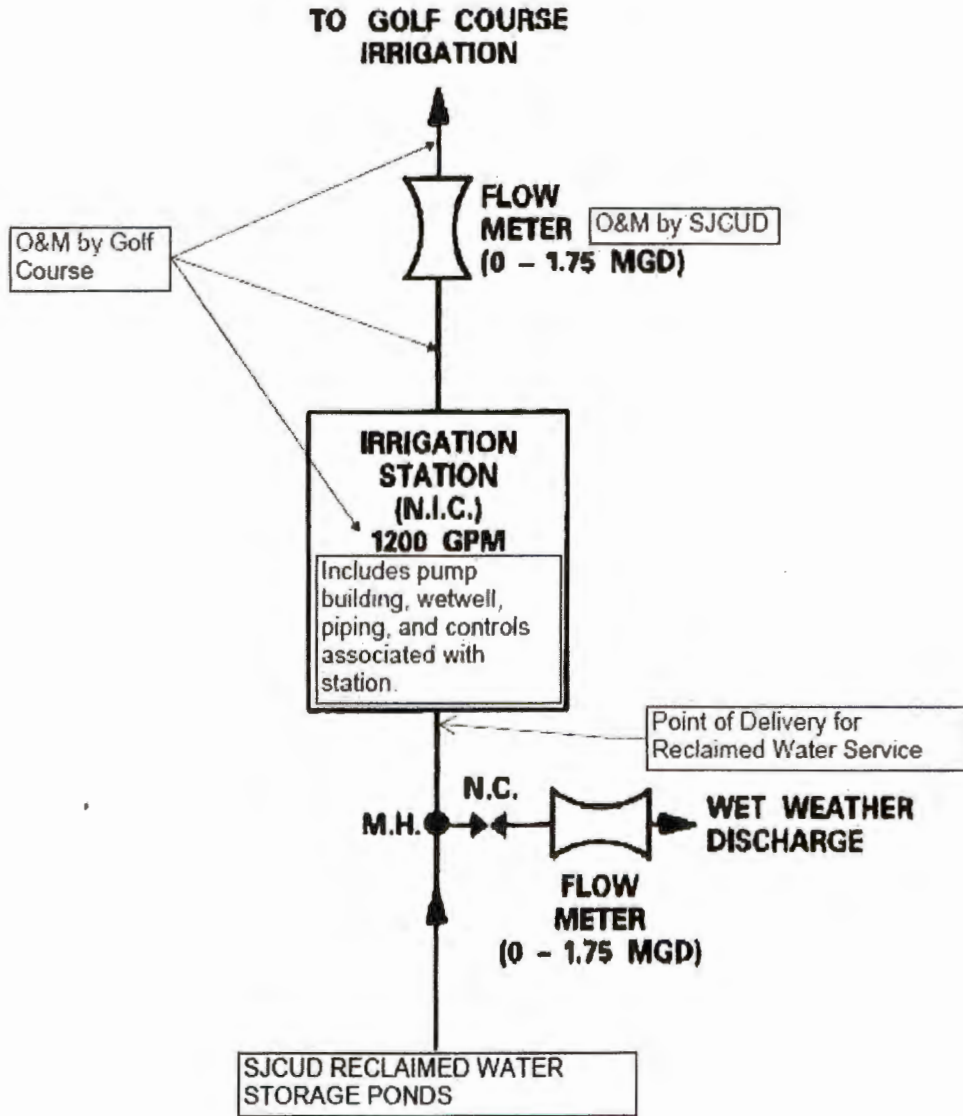 TO GOLF COURSE
IRRIGATION
FLOW
METER
(0 - 1.75 MGD)
O&M by SJCUD
O&M by Golf
Course
IRRIGATION
STATION
(N.I.C.)
1200 GPM
Includes pump
building, wetwell,
piping, and controls
associated with
station.
Point of Delivery for
Reclaimed Water Service
N.C.
M.H.
WET WEATHER
DISCHARGE
FLOW
METER
(0 - 1.75 MGD)
SJCUD RECLAIMED WATER
STORAGE PONDS